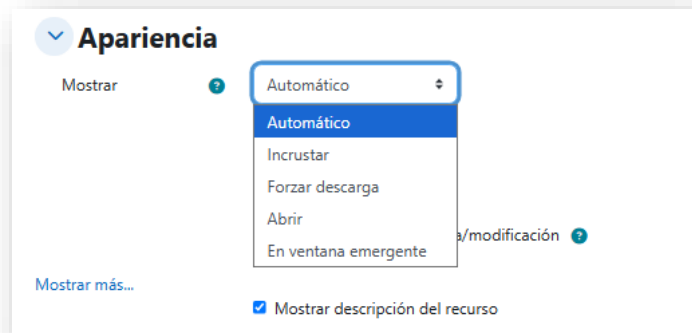 Apariencia
Mostrar
Automático
Automático
Incrustar
Forzar descarga
Abrir
En ventana emergente
a/modificación
Mostrar más...
Mostrar descripción del recurso